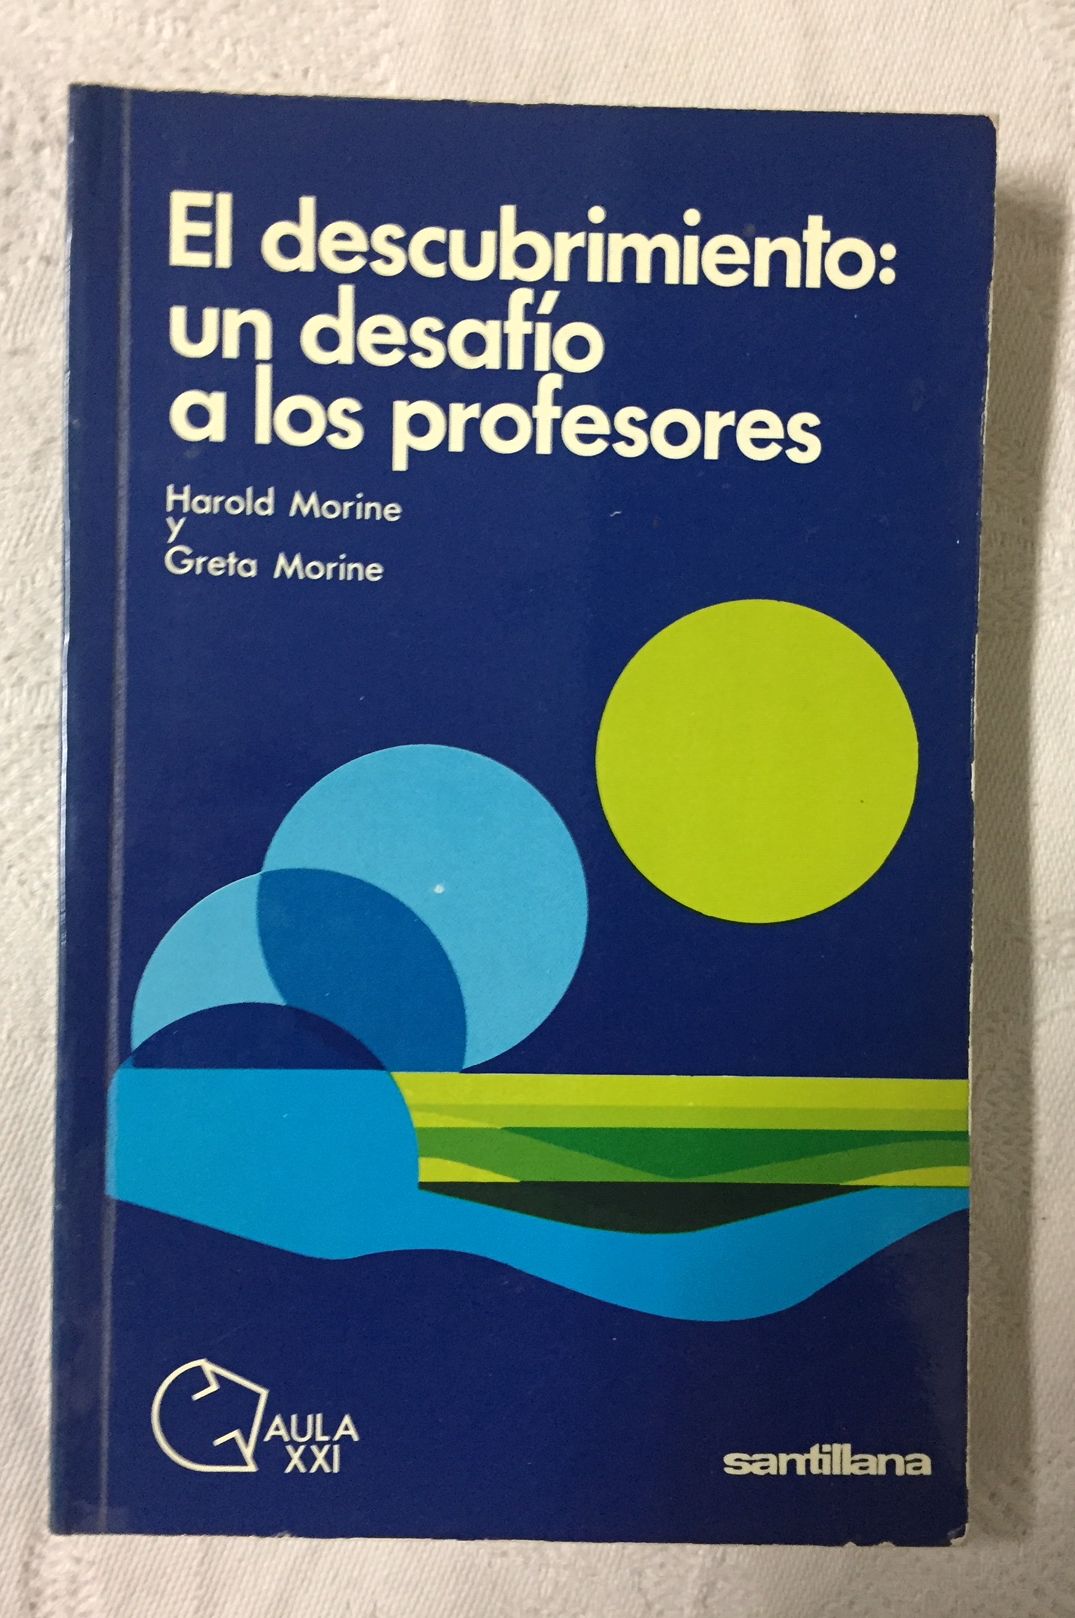 El descubrimiento:
un desafío
a los profesores
Harold Morine
y
Greta Morine
AULA
XXI
santillana